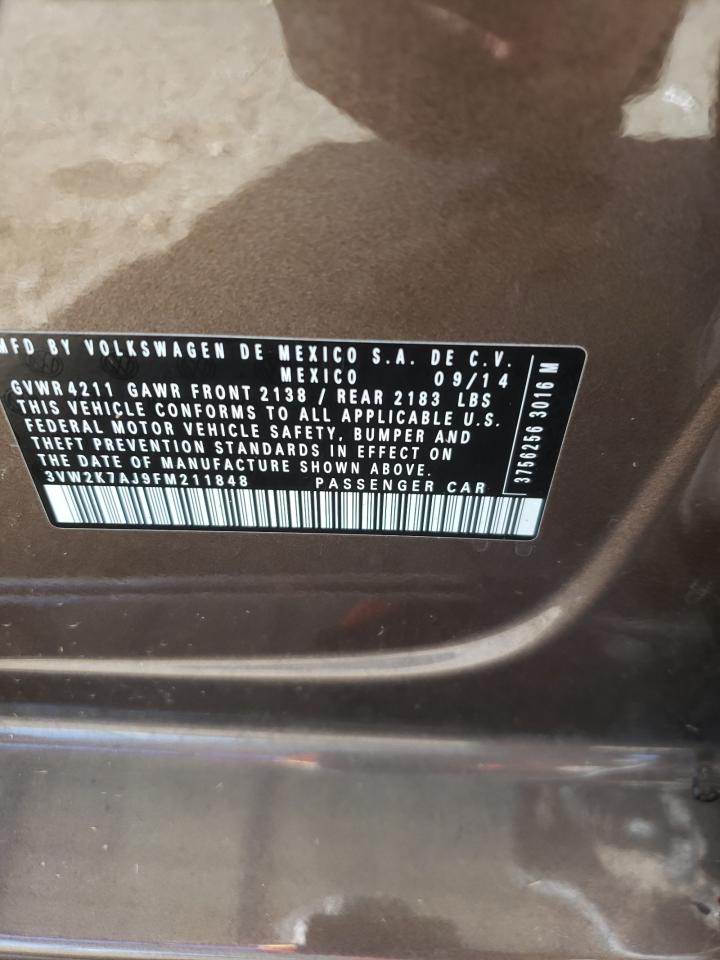 MFD BY VOLKSWAGEN DE MEXICO S.A. DE C.V.
MEXICO 09/14
GVWR 4211 GAWR FRONT 2138 / REAR 2183 LBS
THIS VEHICLE CONFORMS TO ALL APPLICABLE U.S.
FEDERAL MOTOR VEHICLE SAFETY, BUMPER AND
THEFT PREVENTION STANDARDS IN EFFECT ON
THE DATE OF MANUFACTURE SHOWN ABOVE.
3VW2K7AJ9FM211848 PASSENGER CAR
3756256 3016 M